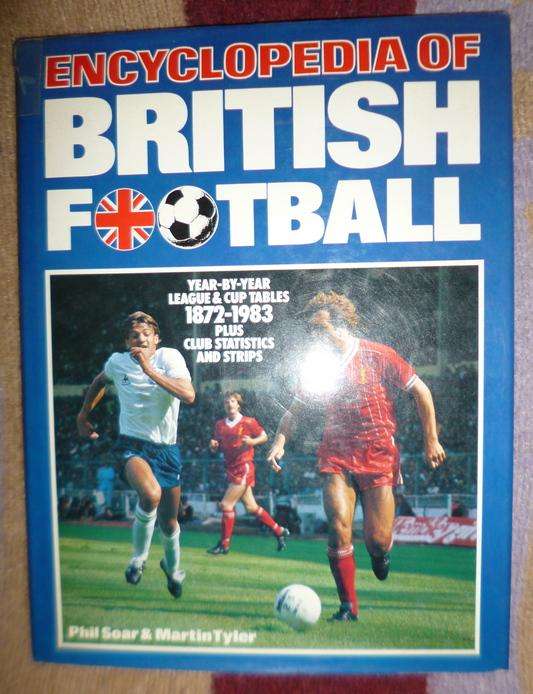 ENCYCLOPEDIA OF
BRITISH
FOOTBALL
YEAR-BY-YEAR
LEAGUE & CUP TABLES
1872-1983
PLUS
CLUB STATISTICS
AND STRIPS
Phil Soar & Martin Tyler